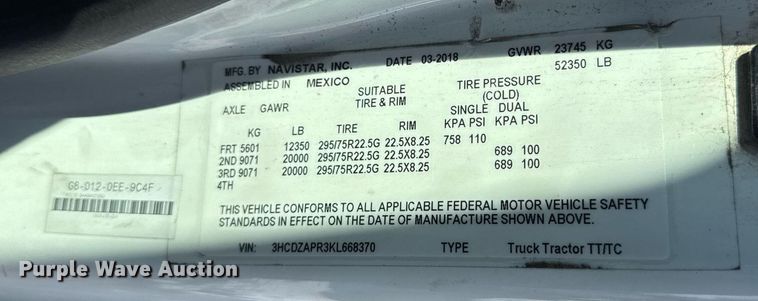 MFG. BY NAVISTAR, INC. DATE 03-2018 GVWR 23745 KG
ASSEMBLED IN MEXICO 52350 LB
SUITABLE TIRE PRESSURE
AXLE GAWR TIRE & RIM (COLD)
SINGLE DUAL
KG LB TIRE RIM KPA PSI KPA PSI
FRT 5601 12350 295/75R22.5G 22.5X8.25 758 110
2ND 9071 20000 295/75R22.5G 22.5X8.25 689 100
3RD 9071 20000 295/75R22.5G 22.5X8.25 689 100
4TH
G8-D12-DEE-9C4F
THIS VEHICLE CONFORMS TO ALL APPLICABLE FEDERAL MOTOR VEHICLE SAFETY
STANDARDS IN EFFECT ON THE DATE OF MANUFACTURE SHOWN ABOVE.
VIN: 3HCDZAPR3KL668370 TYPE Truck Tractor TT/TC
Purple Wave Auction